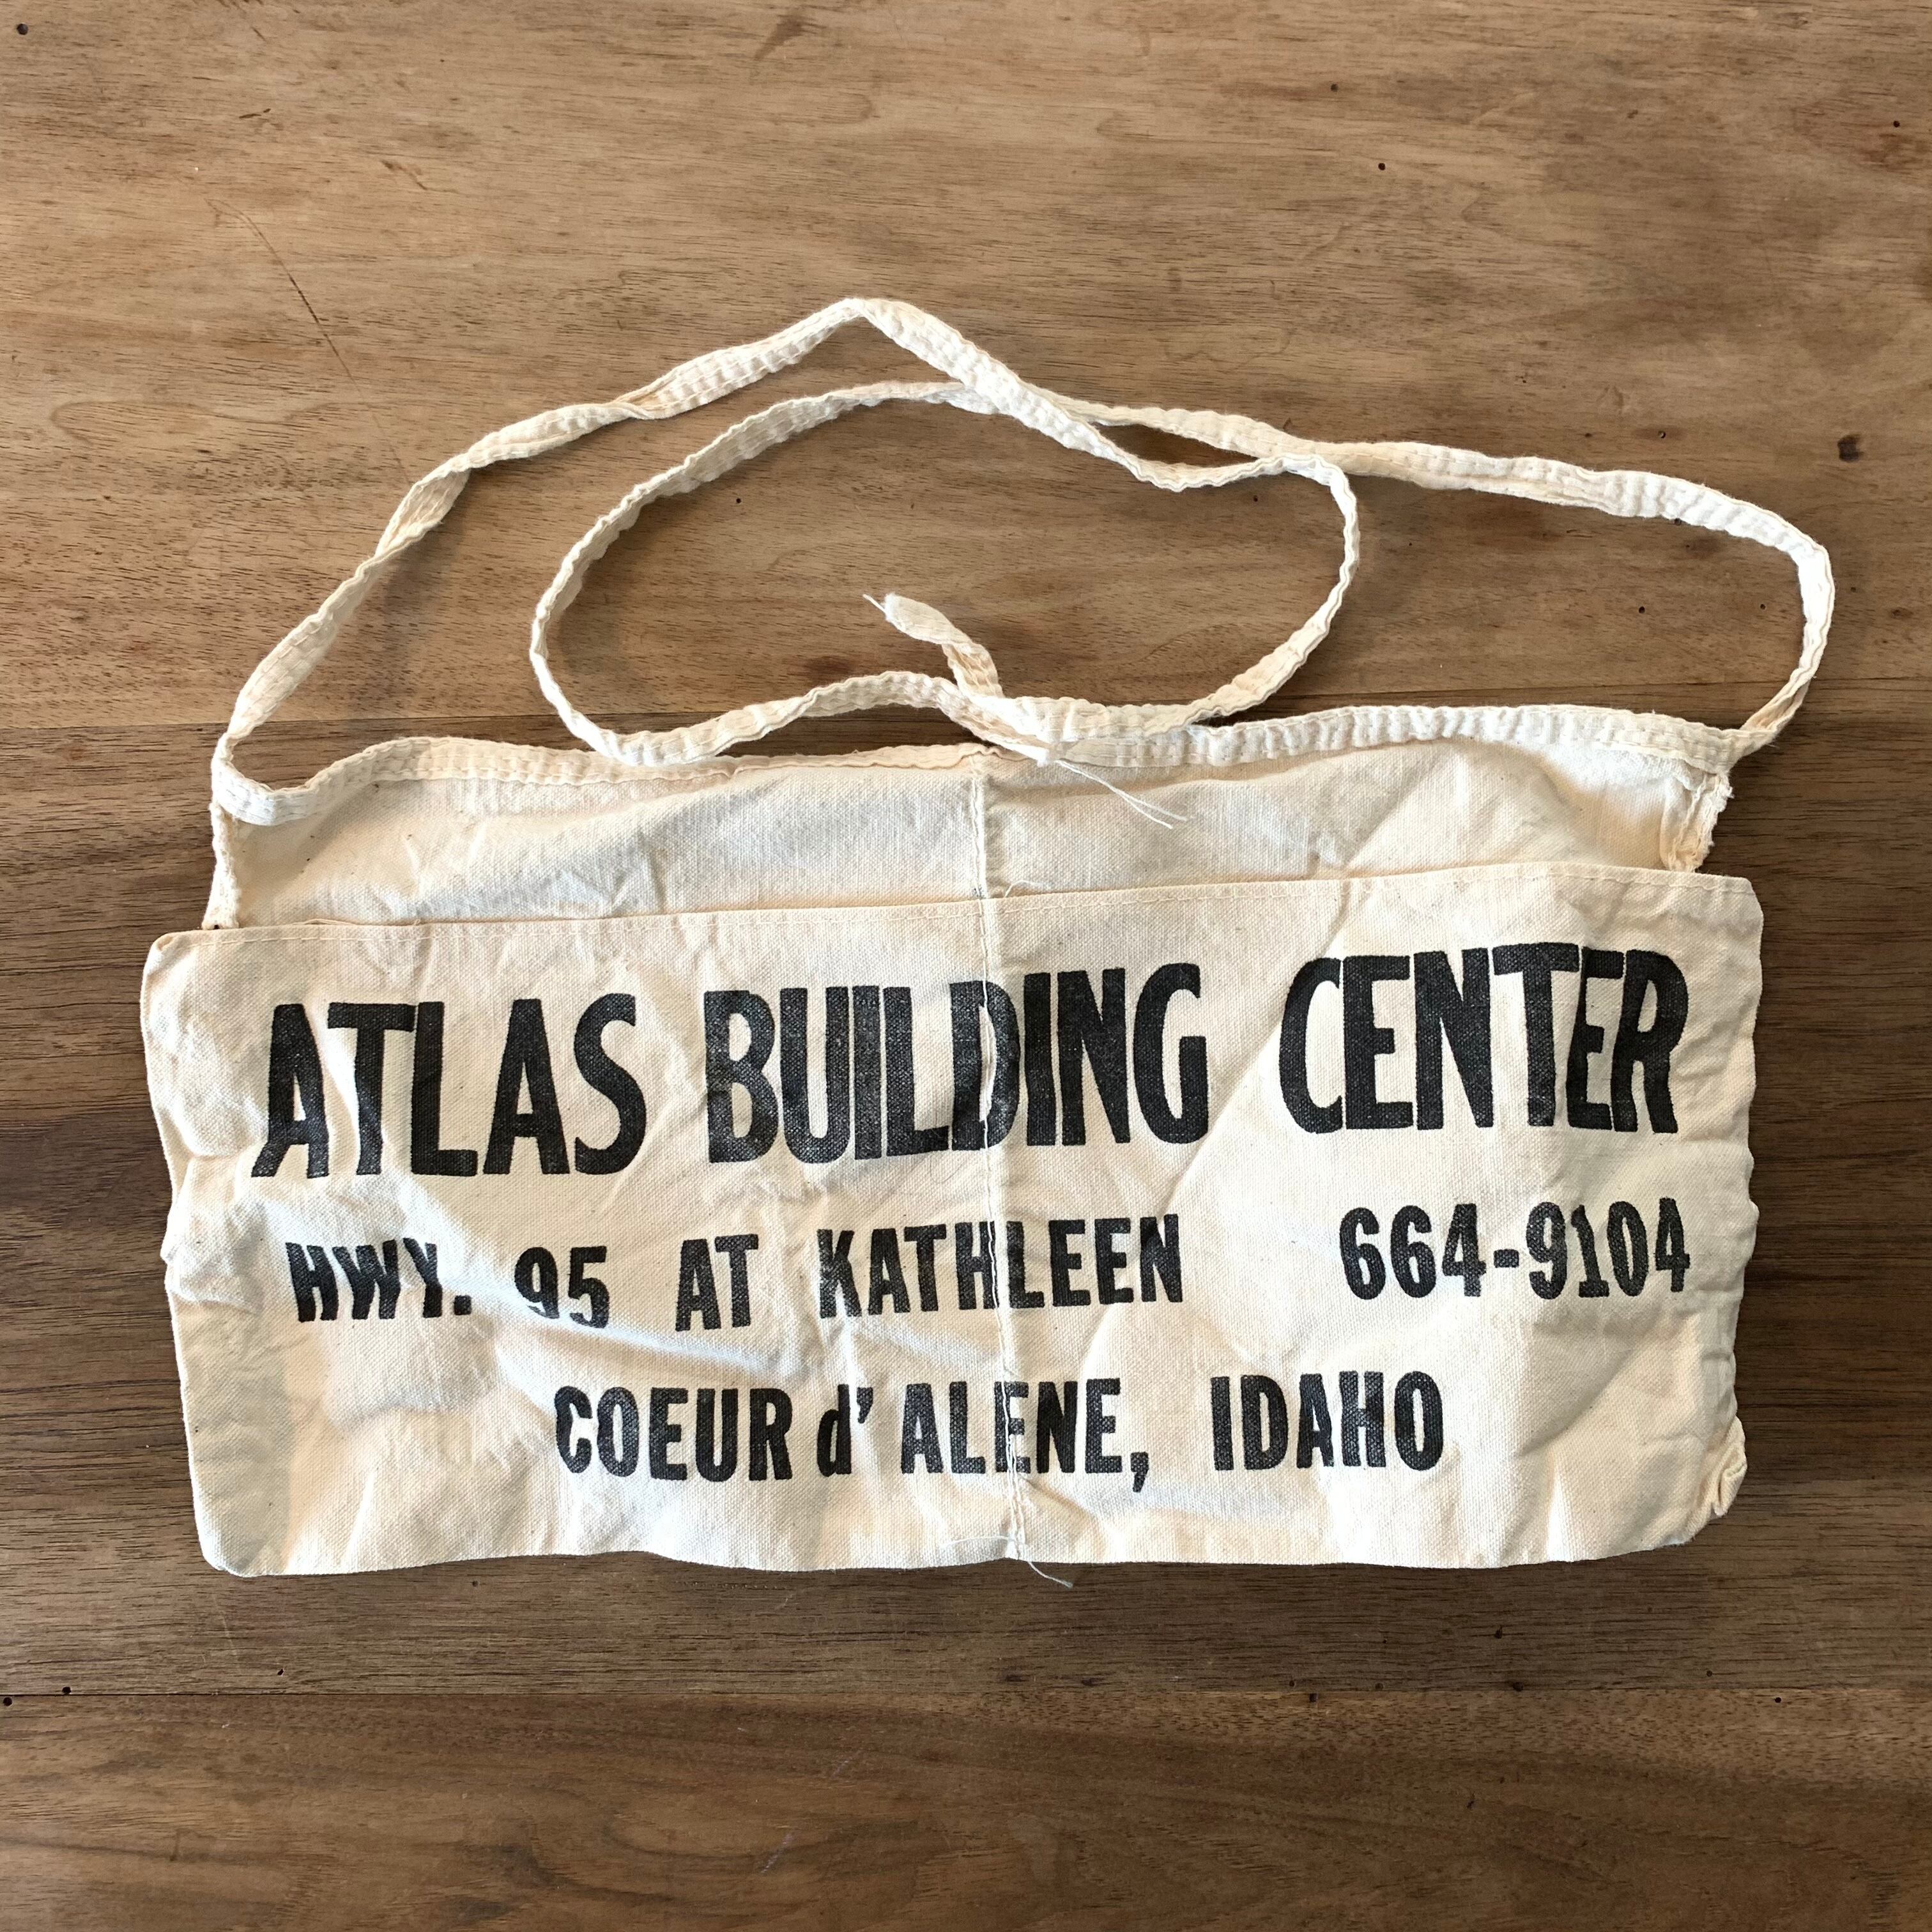 ATLAS BUILDING CENTER
HWY. 95 AT KATHLEEN 664-9104
COEUR d' ALENE, IDAHO